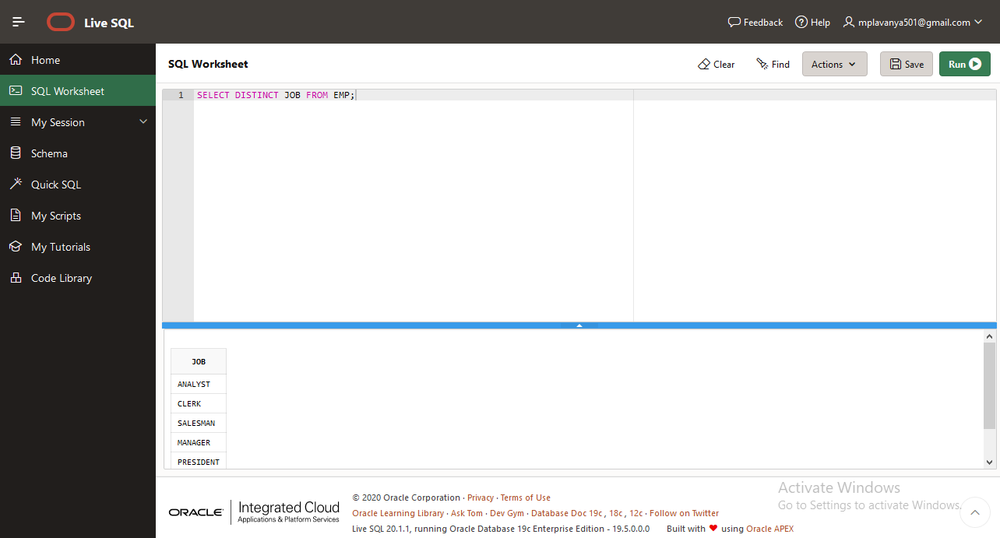 Live SQL
Feedback
Help
mplavanya501@gmail.com
Home
SQL Worksheet
My Session
Schema
Quick SQL
My Scripts
My Tutorials
Code Library
SQL Worksheet
Clear
Find
Actions
Save
Run
1 SELECT DISTINCT JOB FROM EMP;
JOB
ANALYST
CLERK
SALESMAN
MANAGER
PRESIDENT
ORACLE
Integrated Cloud
Applications & Platform Services
© 2020 Oracle Corporation · Privacy · Terms of Use
Oracle Learning Library · Ask Tom · Dev Gym · Database Doc 19c, 18c, 12c · Follow on Twitter
Live SQL 20.1.1, running Oracle Database 19c Enterprise Edition - 19.5.0.0.0 Built with ❤ using Oracle APEX
Activate Windows
Go to Settings to activate Windows.